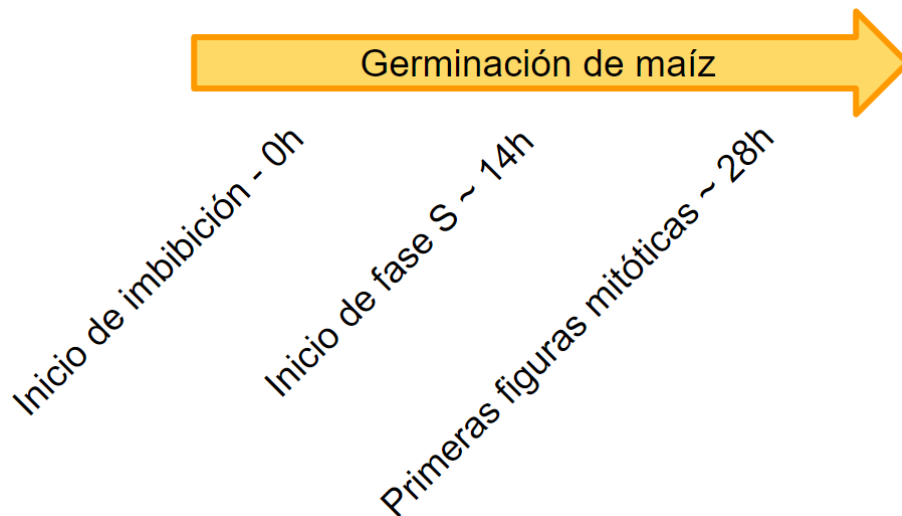 Germinación de maíz
Inicio de imbibición - 0h
Inicio de fase S ~ 14h
Primeras figuras mitóticas ~ 28h